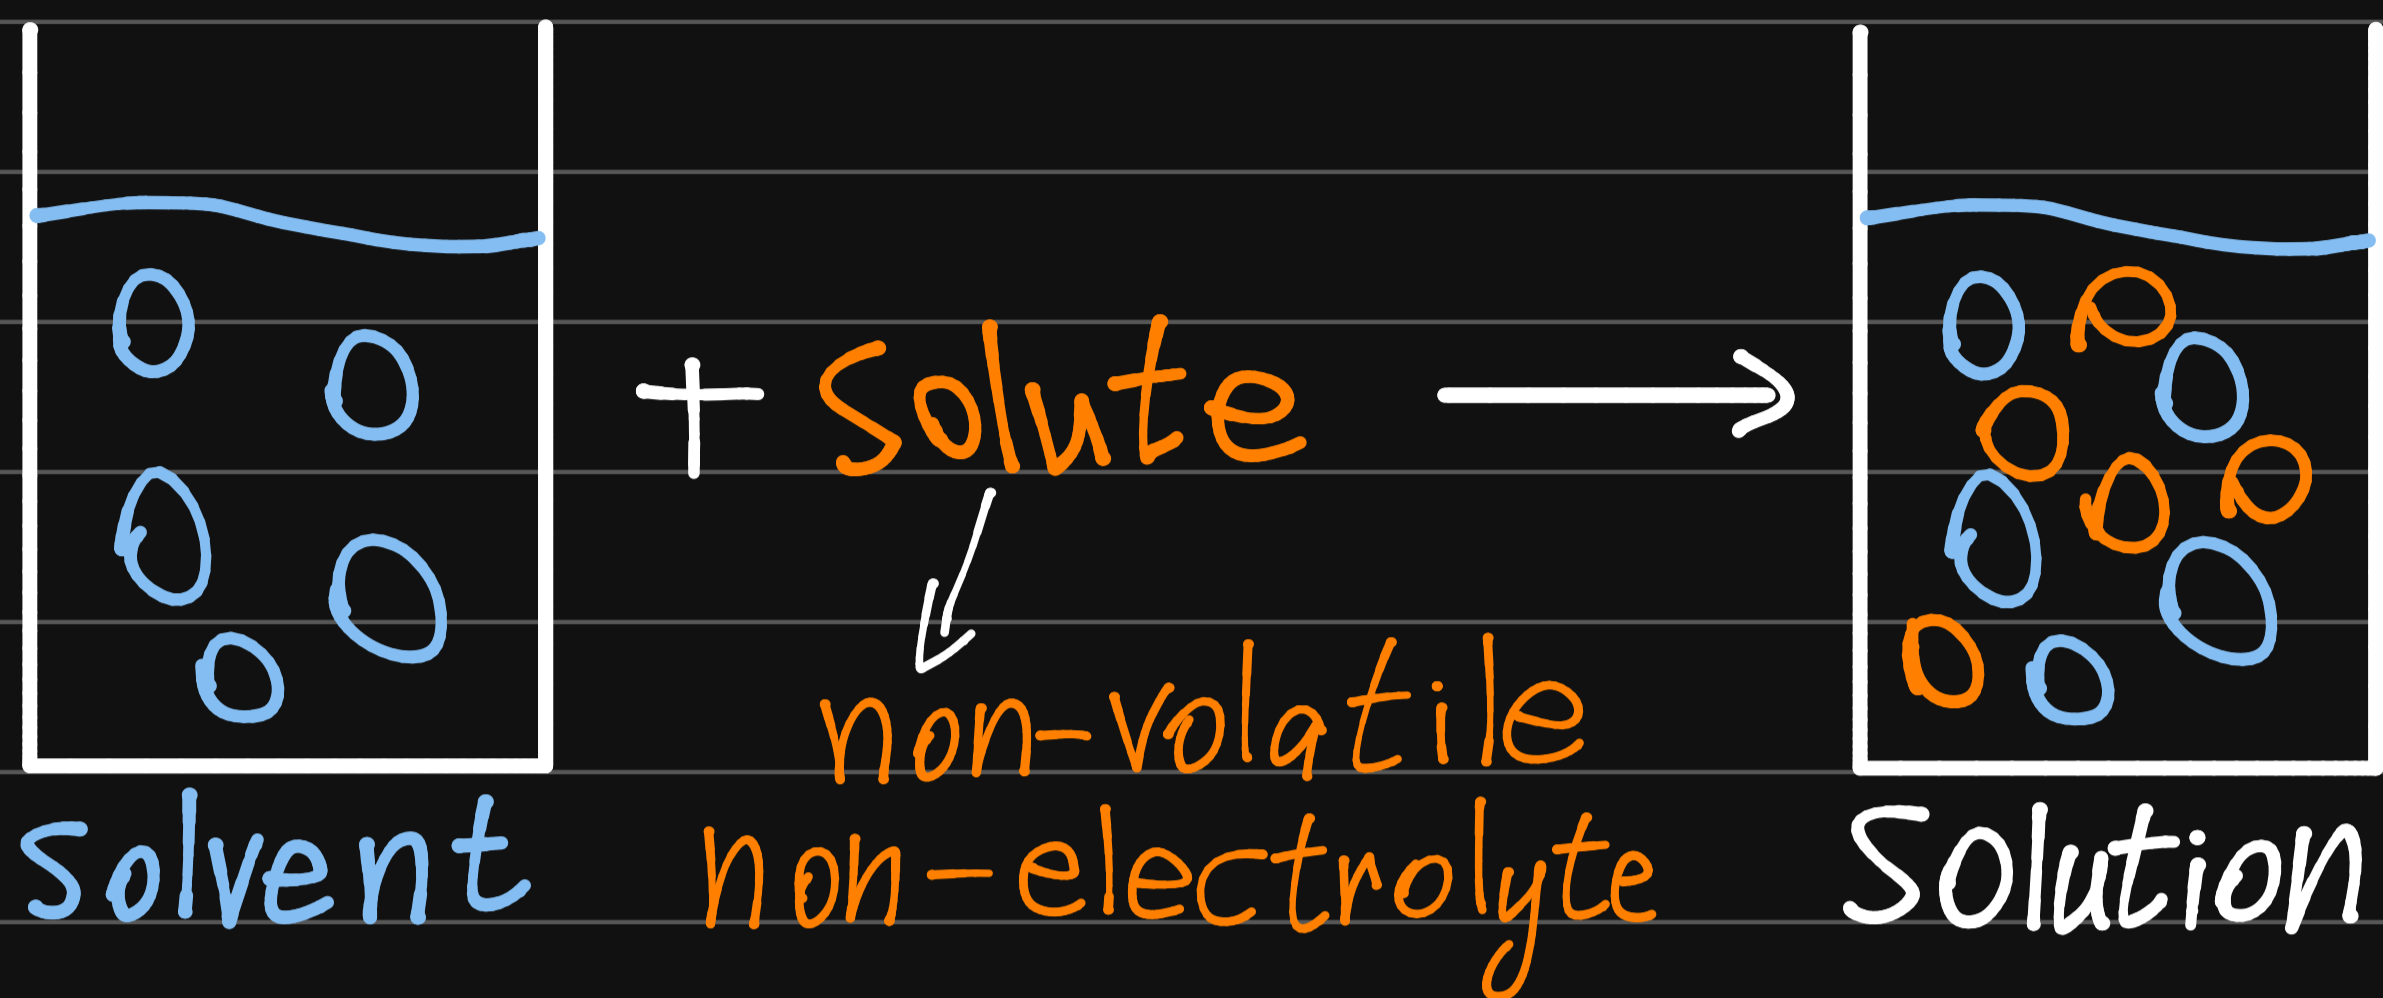 + Solute →
non-volatile
non-electrolyte
Solvent
Solution